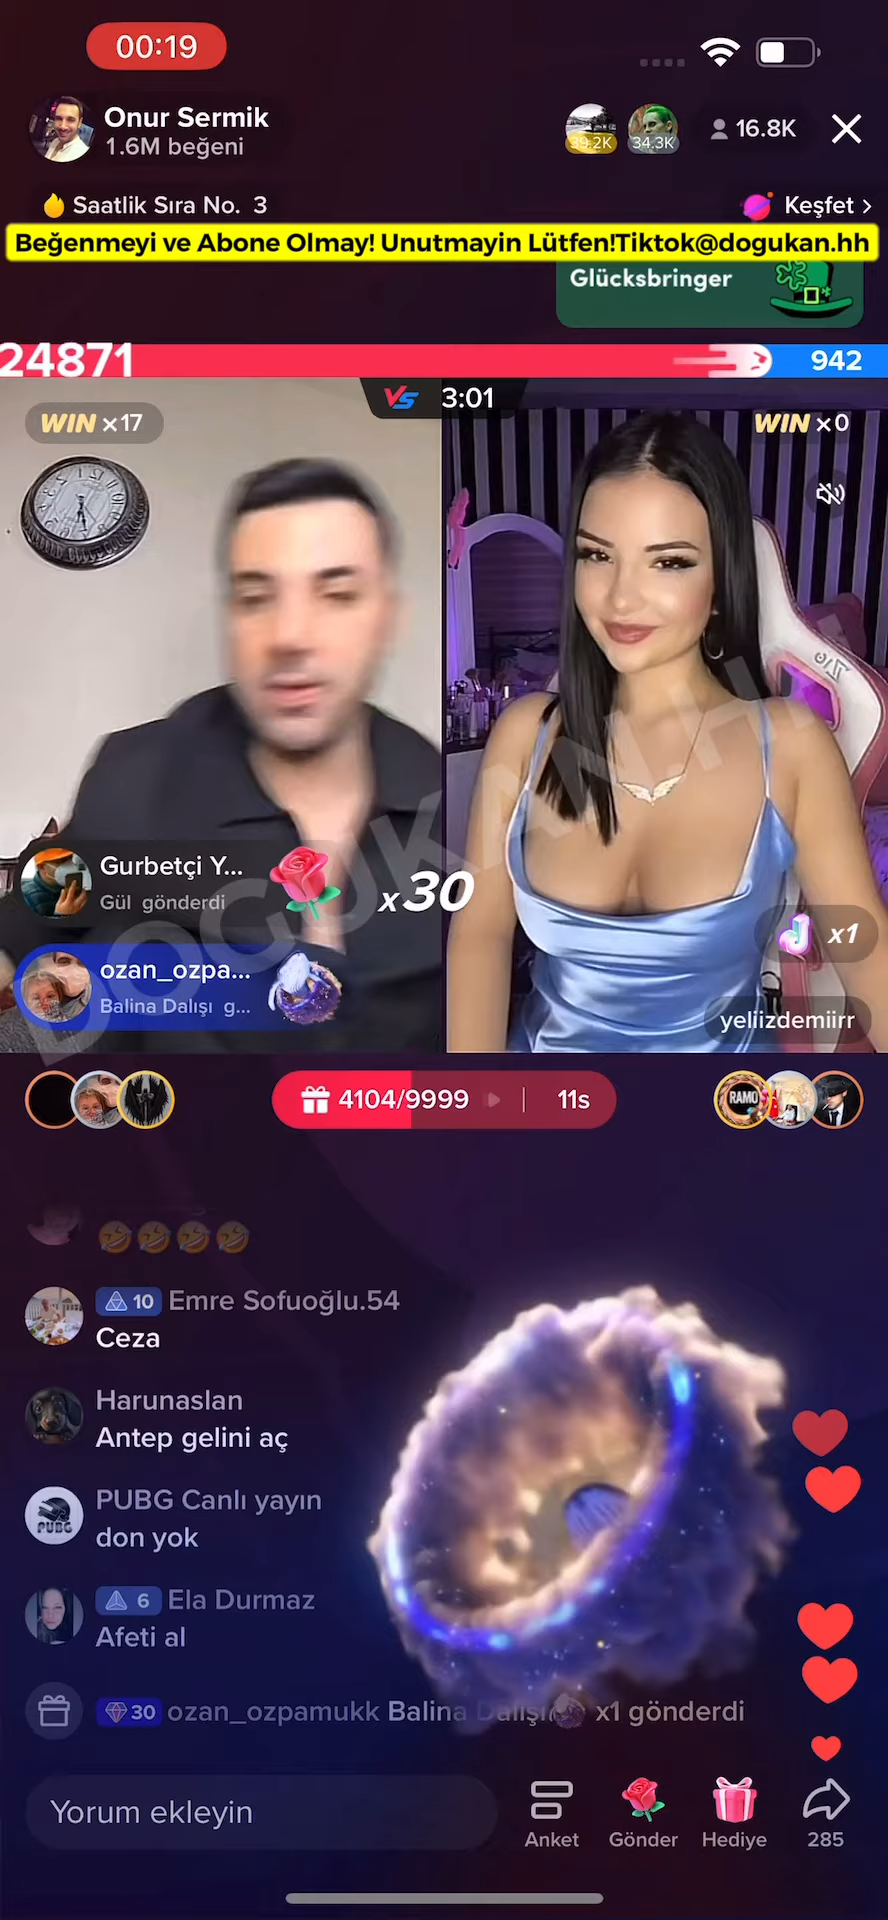 00:19
Onur Sermik
1.6M beğeni
39.2K
34.3K
16.8K
Saatlik Sıra No. 3
Keşfet >
Beğenmeyi ve Abone Olmay! Unutmayin Lütfen!Tiktok@dogukan.hh
Glücksbringer
24871
942
VS 3:01
WIN x17
WIN x0
DOGUKAN.HH
Gurbetçi Y...
Gül gönderdi
x30
ozan_ozpa...
Balina Dalışı g...
x1
yeliizdemiirr
4104/9999
11s
RAMO
10 Emre Sofuoğlu.54
Ceza
Harunaslan
Antep gelini aç
PUBG Canlı yayın
PUBG
don yok
6 Ela Durmaz
Afeti al
30 ozan_ozpamukk Balina Dalışı x1 gönderdi
Yorum ekleyin
Anket
Gönder
Hediye
285